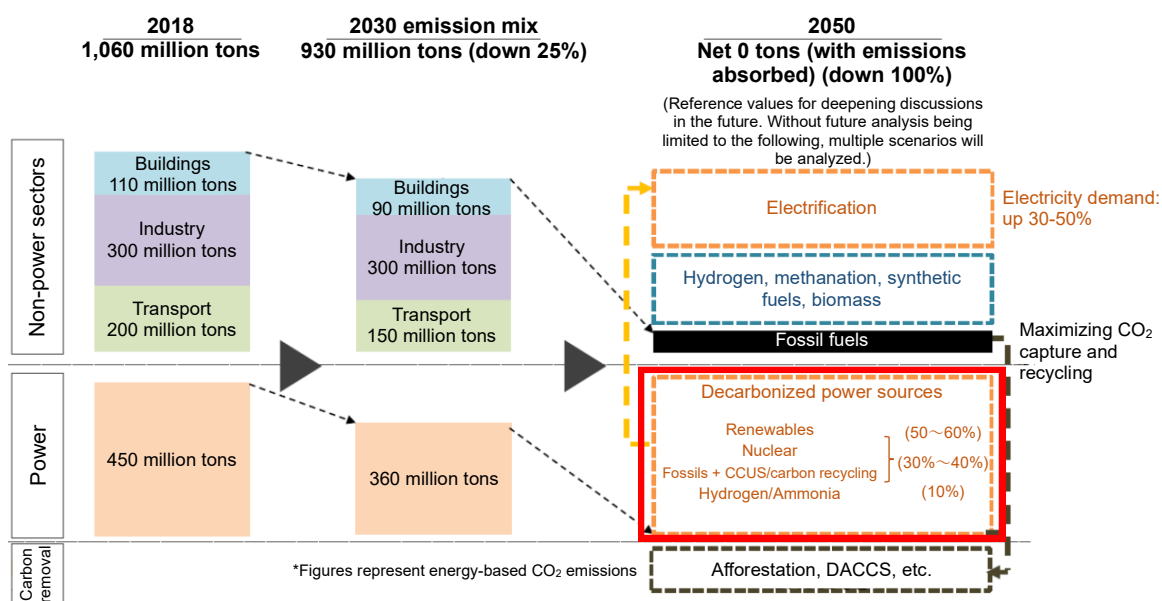 2018
1,060 million tons
2030 emission mix
930 million tons (down 25%)
2050
Net 0 tons (with emissions
absorbed) (down 100%)
(Reference values for deepening discussions
in the future. Without future analysis being
limited to the following, multiple scenarios will
be analyzed.)
Non-power sectors
Buildings
110 million tons
Industry
300 million tons
Transport
200 million tons
Buildings
90 million tons
Industry
300 million tons
Transport
150 million tons
Electrification
Electricity demand:
up 30-50%
Hydrogen, methanation, synthetic
fuels, biomass
Fossil fuels
Maximizing CO₂
capture and
recycling
Power
450 million tons
360 million tons
Decarbonized power sources
Renewables (50～60%)
Nuclear
Fossils + CCUS/carbon recycling (30%～40%)
Hydrogen/Ammonia (10%)
Carbon
removal
*Figures represent energy-based CO₂ emissions
Afforestation, DACCS, etc.